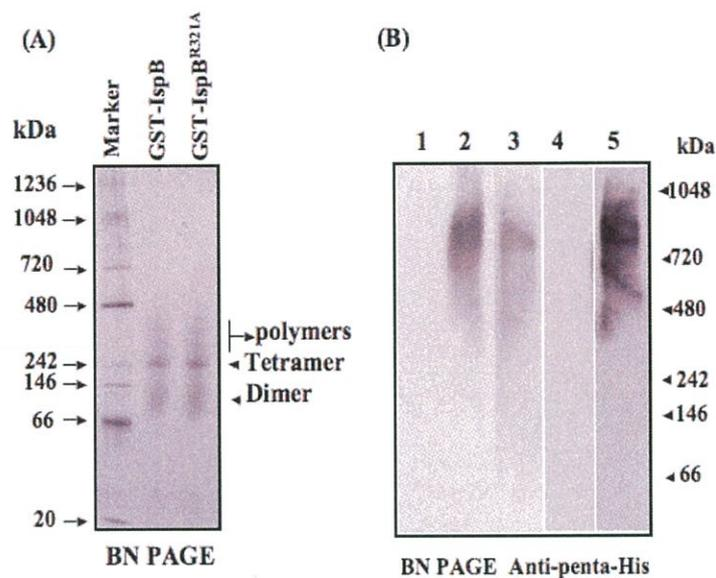 (A)
kDa
Marker
GST-IspB
GST-IspB^R321A
1236
1048
720
480
242
146
66
20
polymers
Tetramer
Dimer
BN PAGE
(B)
1 2 3 4 5
kDa
1048
720
480
242
146
66
BN PAGE Anti-penta-His